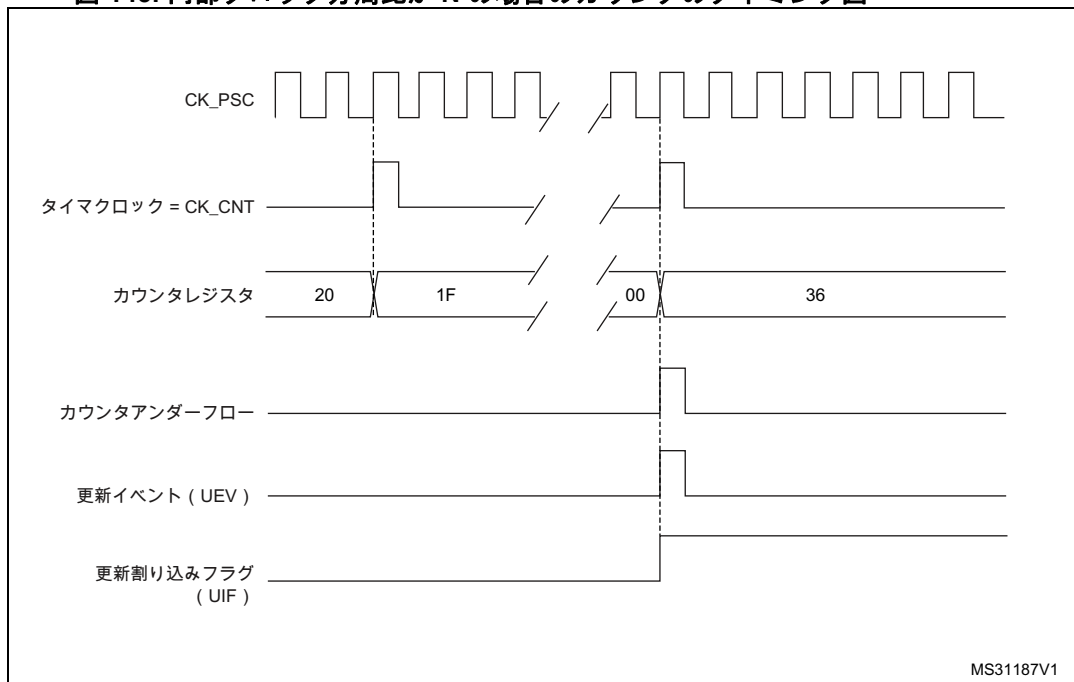 CK_PSC
タイマクロック = CK_CNT
カウンタレジスタ
20
1F
00
36
カウンタアンダーフロー
更新イベント ( UEV )
更新割り込みフラグ
( UIF )
MS31187V1